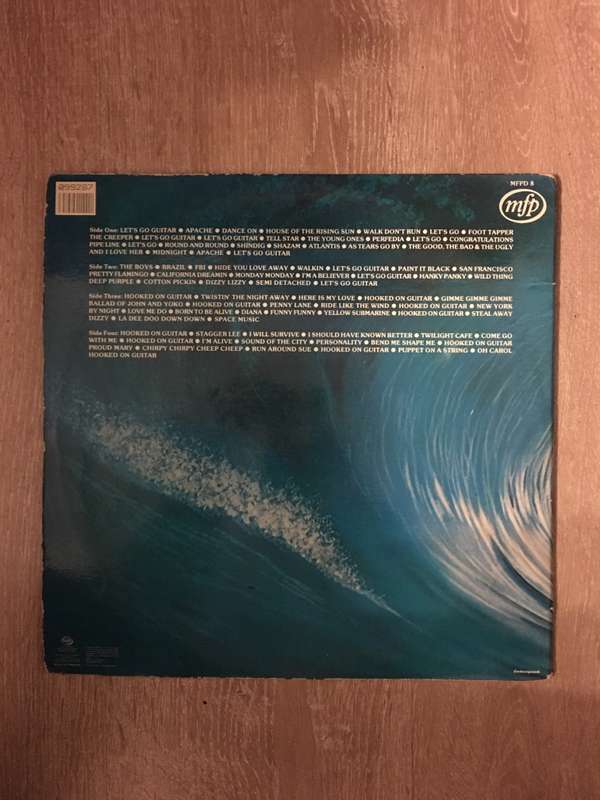 099287
MFPD 8
mfp
Side One: LET'S GO GUITAR ● APACHE ● DANCE ON ● HOUSE OF THE RISING SUN ● WALK DON'T RUN ● LET'S GO ● FOOT TAPPER
THE CREEPER ● LET'S GO GUITAR ● LET'S GO GUITAR ● TELL STAR ● THE YOUNG ONES ● PERFEDIA ● LET'S GO ● CONGRATULATIONS
PIPE LINE ● LET'S GO ● ROUND AND ROUND ● SHINDIG ● SHAZAM ● ATLANTIS ● AS TEARS GO BY ● THE GOOD, THE BAD & THE UGLY
AND I LOVE HER ● MIDNIGHT ● APACHE ● LET'S GO GUITAR
Side Two: THE BOYS ● BRAZIL ● FBI ● HIDE YOU LOVE AWAY ● WALKIN ● LET'S GO GUITAR ● PAINT IT BLACK ● SAN FRANCISCO
PRETTY FLAMINGO ● CALIFORNIA DREAMIN ● MONDAY MONDAY ● I'M A BELIEVER ● LET'S GO GUITAR ● HANKY PANKY ● WILD THING
DEEP PURPLE ● COTTON PICKIN ● DIZZY LIZZY ● SEMI DETACHED ● LET'S GO GUITAR
Side Three: HOOKED ON GUITAR ● TWISTIN' THE NIGHT AWAY ● HERE IS MY LOVE ● HOOKED ON GUITAR ● GIMME GIMME GIMME
BALLAD OF JOHN AND YOKO ● HOOKED ON GUITAR ● PENNY LANE ● RIDE LIKE THE WIND ● HOOKED ON GUITAR ● NEW YORK
BY NIGHT ● LOVE ME DO ● BORN TO BE ALIVE ● DIANA ● FUNNY FUNNY ● YELLOW SUBMARINE ● HOOKED ON GUITAR ● STEAL AWAY
DIZZY ● LA DEE DOO DOWN DOWN ● SPACE MUSIC
Side Four: HOOKED ON GUITAR ● STAGGER LEE ● I WILL SURVIVE ● I SHOULD HAVE KNOWN BETTER ● TWILIGHT CAFE ● COME GO
WITH ME ● HOOKED ON GUITAR ● I'M ALIVE ● SOUND OF THE CITY ● PERSONALITY ● BEND ME SHAPE ME ● HOOKED ON GUITAR
PROUD MARY ● CHIRPY CHIRPY CHEEP CHEEP ● RUN AROUND SUE ● HOOKED ON GUITAR ● PUPPET ON A STRING ● OH CAROL
HOOKED ON GUITAR
mfp